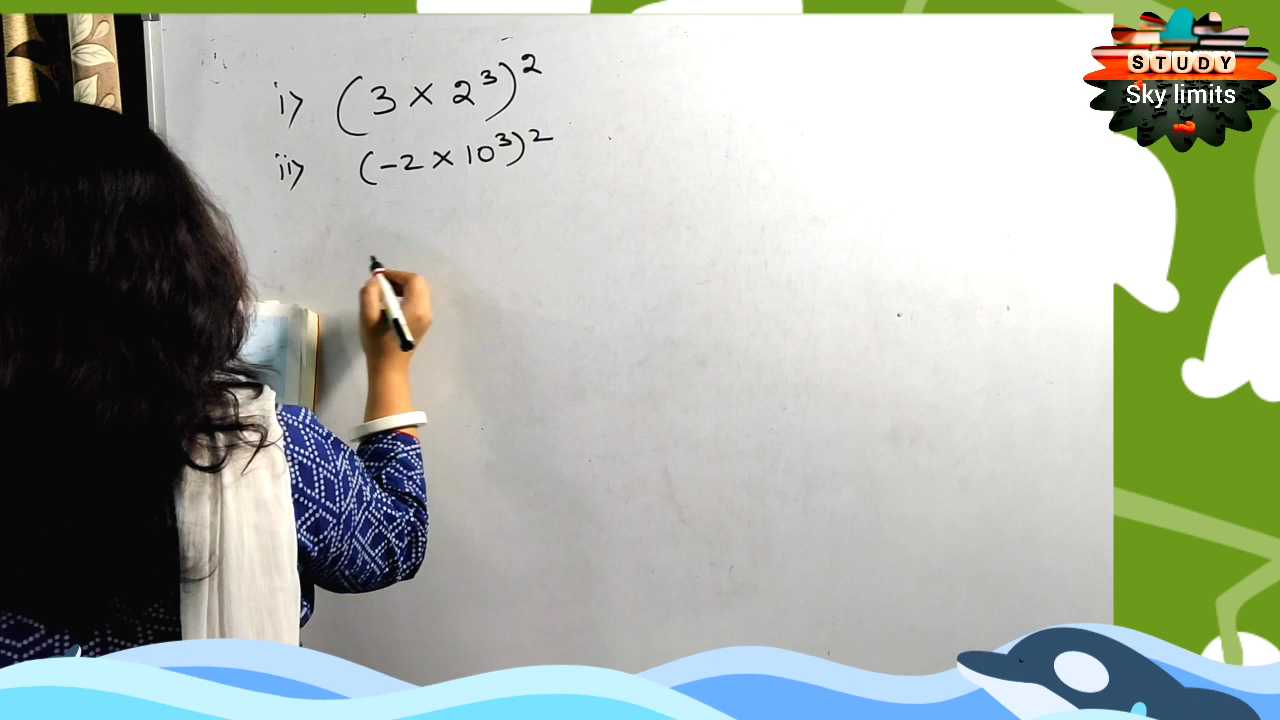 i) (3 × 2³)²
ii) (-2 × 10³)²
STUDY
Sky limits